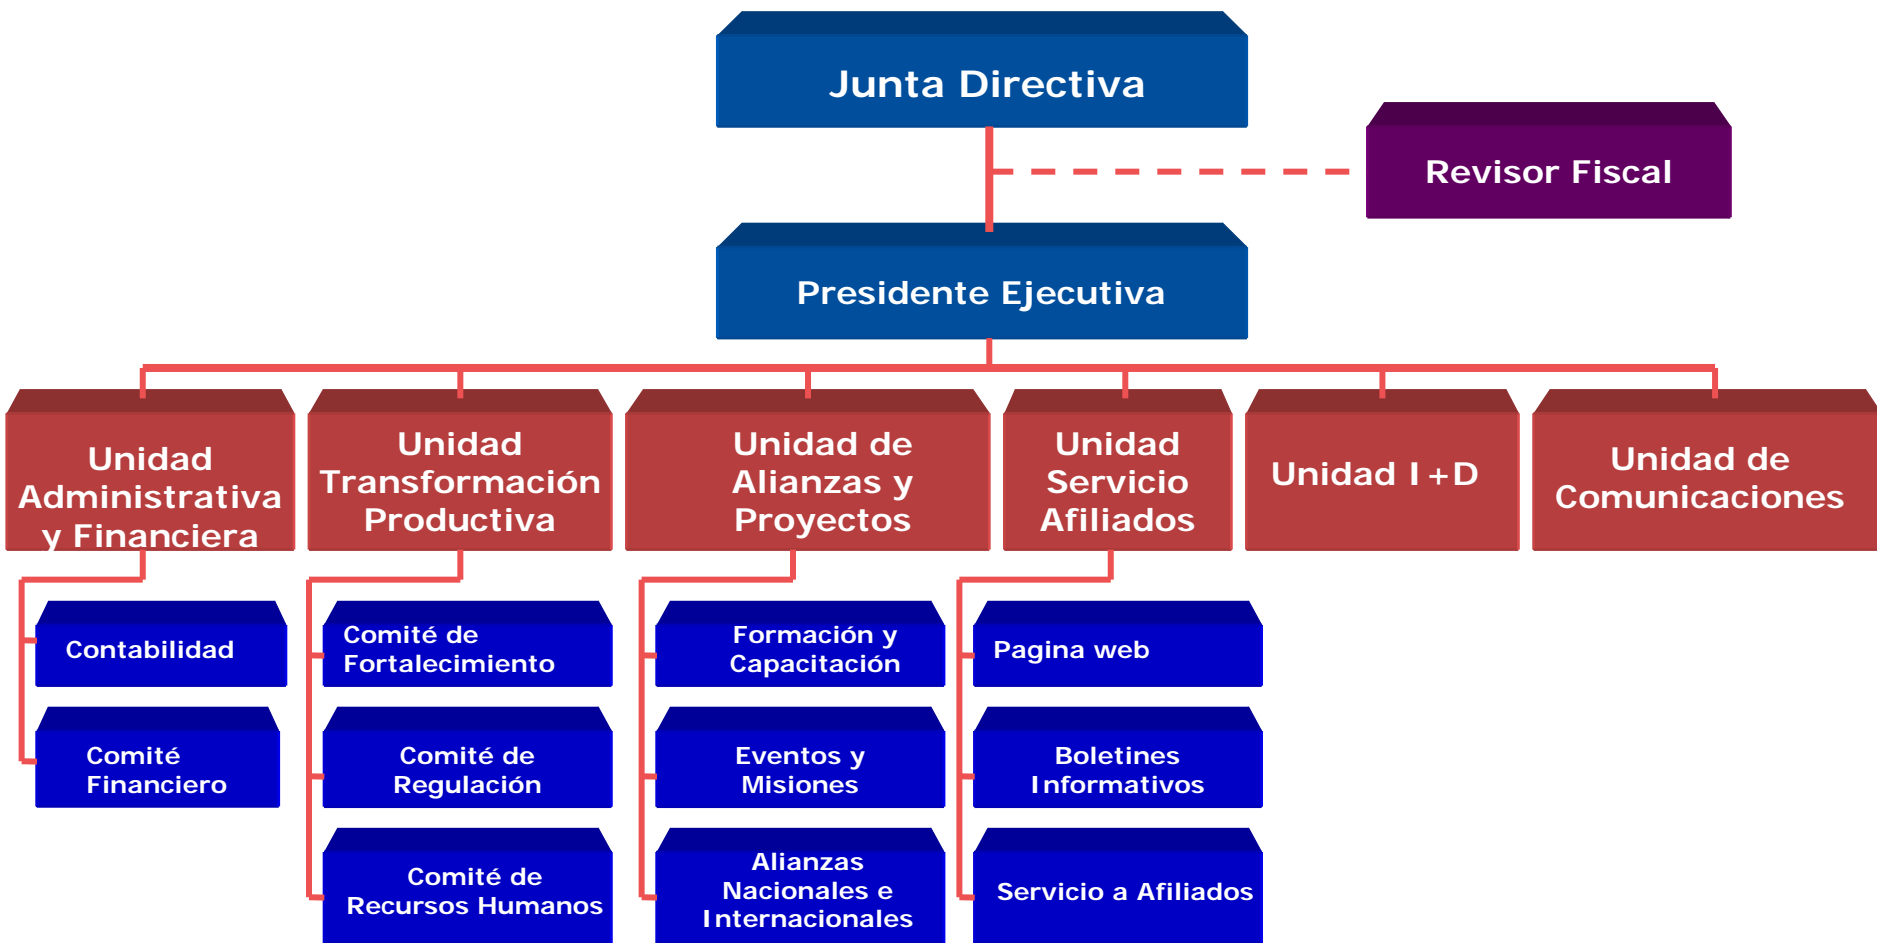 Junta Directiva
Revisor Fiscal
Presidente Ejecutiva
Unidad
Administrativa
y Financiera
Unidad
Transformación
Productiva
Unidad de
Alianzas y
Proyectos
Unidad
Servicio
Afiliados
Unidad I+D
Unidad de
Comunicaciones
Contabilidad
Comité
Financiero
Comité de
Fortalecimiento
Comité de
Regulación
Comité de
Recursos Humanos
Formación y
Capacitación
Eventos y
Misiones
Alianzas
Nacionales e
Internacionales
Pagina web
Boletines
Informativos
Servicio a Afiliados